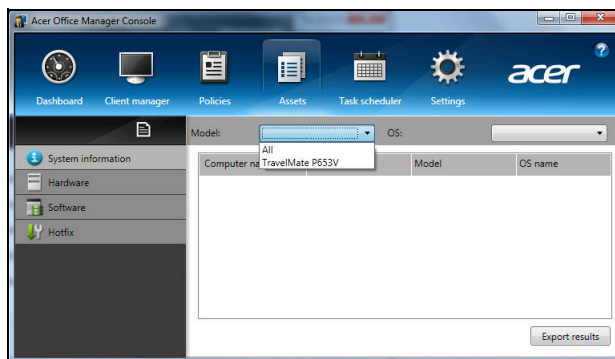 Acer Office Manager Console
?
acer
Dashboard Client manager Policies Assets Task scheduler Settings
Model: OS:
All
TravelMate P653V
System information
Hardware
Software
Hotfix
Computer na Model OS name
Export results